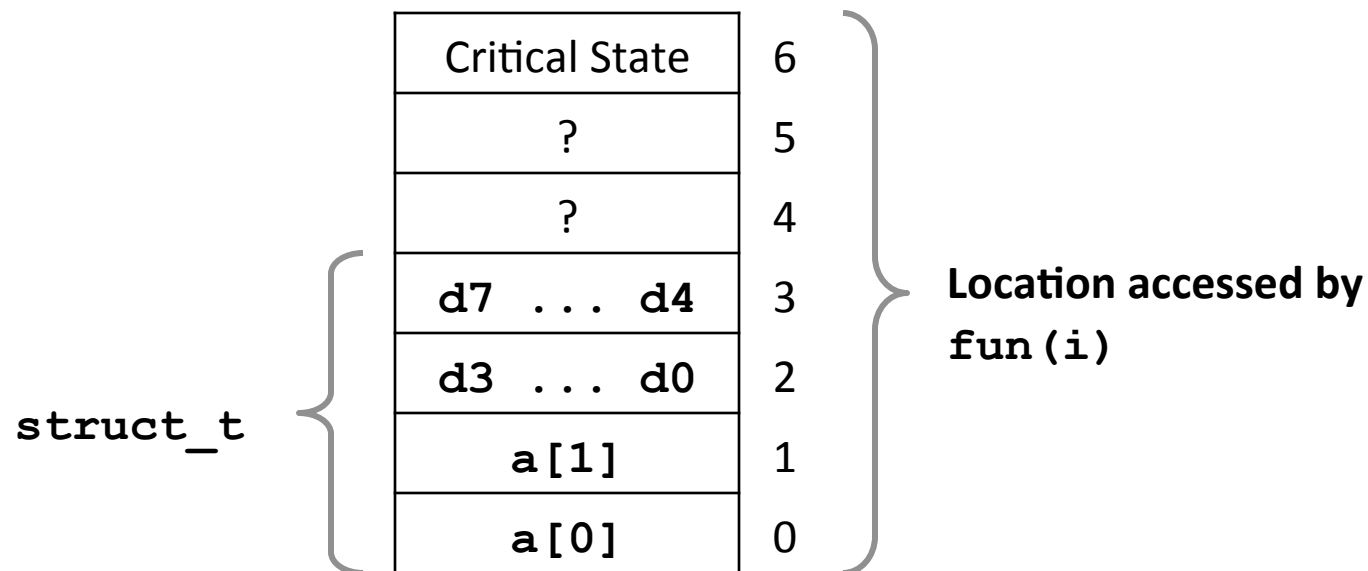 Critical State 6
? 5
? 4
d7 ... d4 3
d3 ... d0 2
a[1] 1
a[0] 0
struct_t
Location accessed by
fun(i)